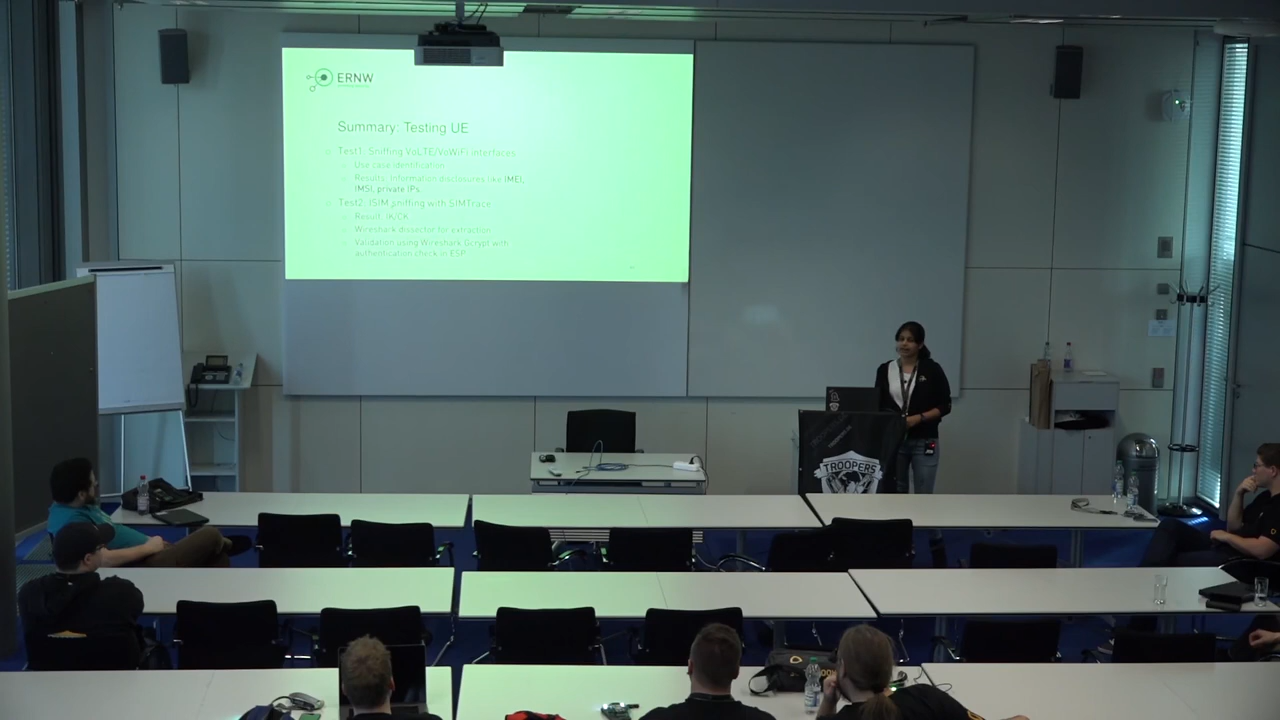 ERNW
Summary: Testing UE
Test1: Sniffing VoLTE/VoWiFi interfaces
Use case identification
Results: Information disclosures like IMEI,
IMSI, private IPs.
Test2: ISIM sniffing with SIMTrace
Result: IK/CK
Wireshark dissector for extraction
Validation using Wireshark Dcrypt with
authentication check in ESP
TROOPERS